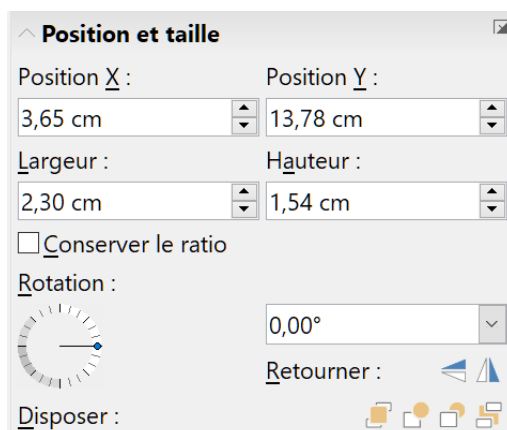 Position et taille
Position X : Position Y :
3,65 cm 13,78 cm
Largeur : Hauteur :
2,30 cm 1,54 cm
Conserver le ratio
Rotation :
0,00°
Retourner :
Disposer :